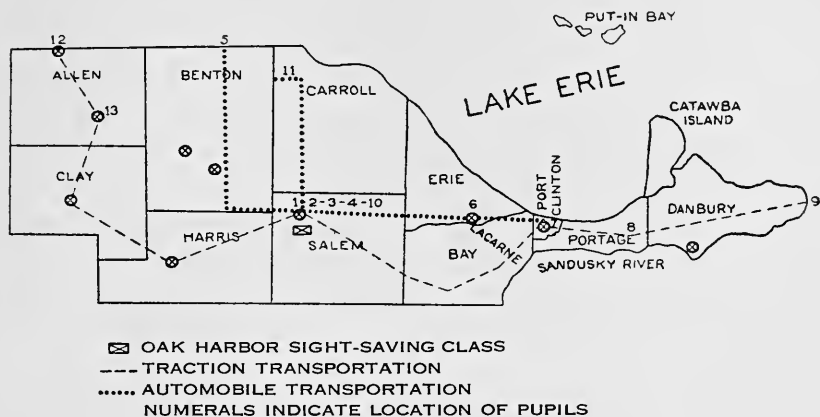 PUT-IN BAY
12
5
ALLEN
BENTON
11
CARROLL
LAKE ERIE
CATAWBA
ISLAND
13
CLAY
ERIE
PORT
CLINTON
DANBURY
1
2-3-4-10
6
9
HARRIS
SALEM
BAY
LACARNE
8
PORTAGE
SANDUSKY RIVER
OAK HARBOR SIGHT-SAVING CLASS
TRACTION TRANSPORTATION
AUTOMOBILE TRANSPORTATION
NUMERALS INDICATE LOCATION OF PUPILS